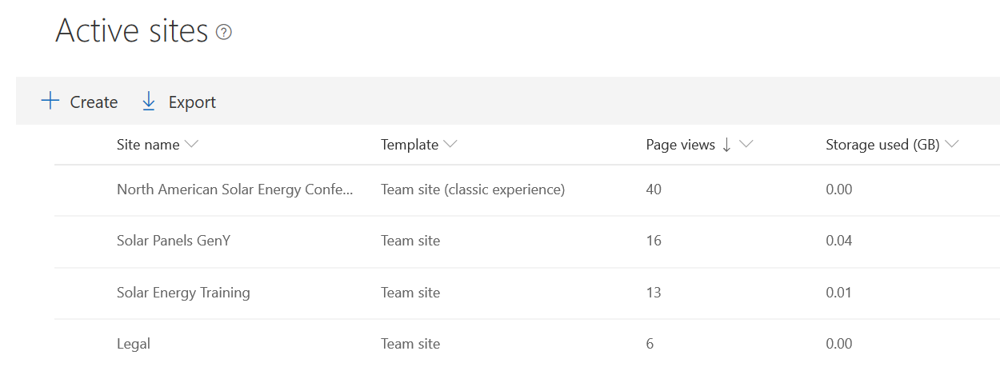 Active sites ?
Create Export
Site name Template Page views Storage used (GB)
North American Solar Energy Confe... Team site (classic experience) 40 0.00
Solar Panels GenY Team site 16 0.04
Solar Energy Training Team site 13 0.01
Legal Team site 6 0.00